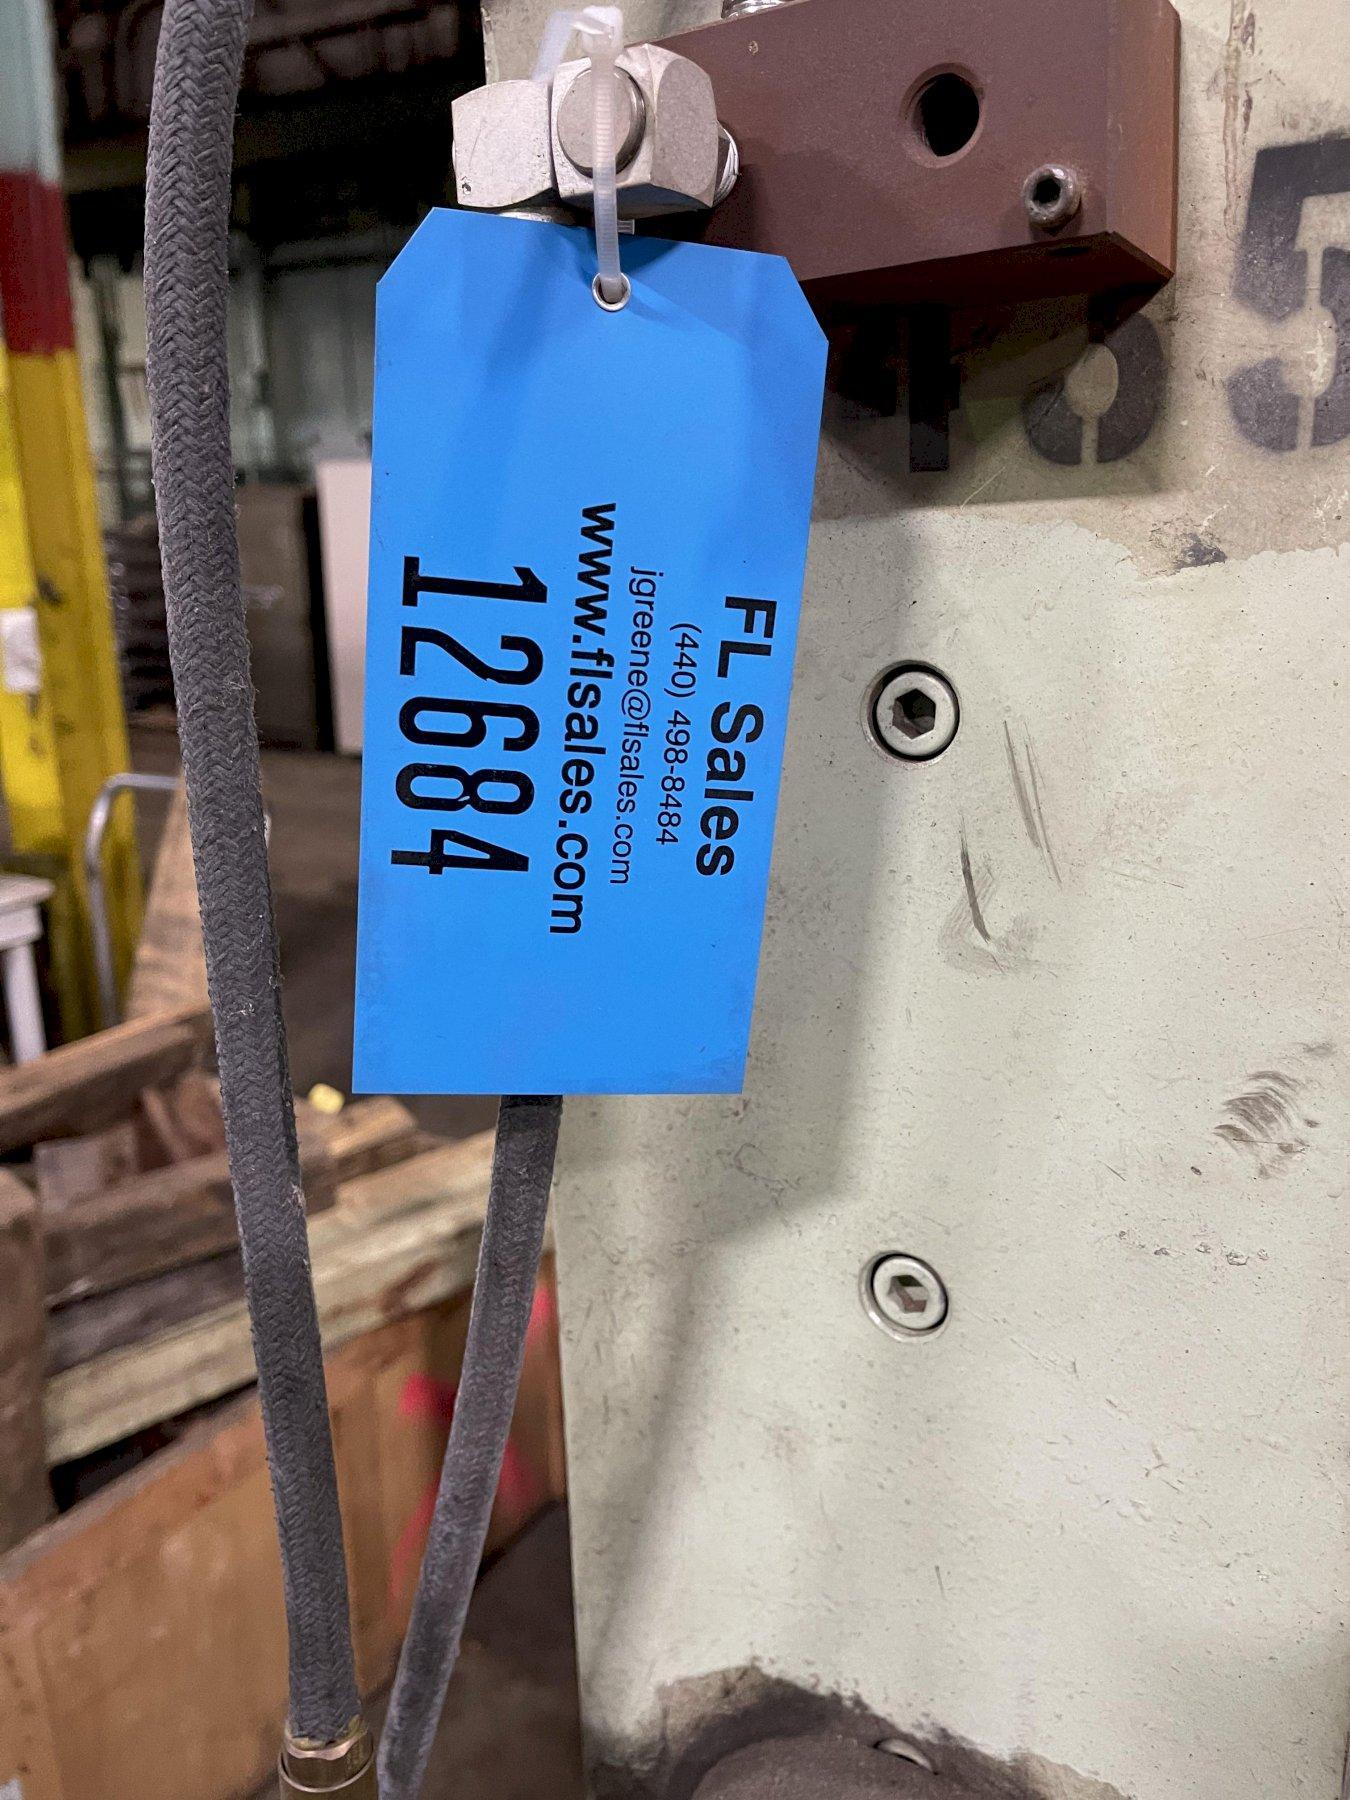 FL Sales
(440) 498-8484
jgreene@flsales.com
www.flsales.com
12684